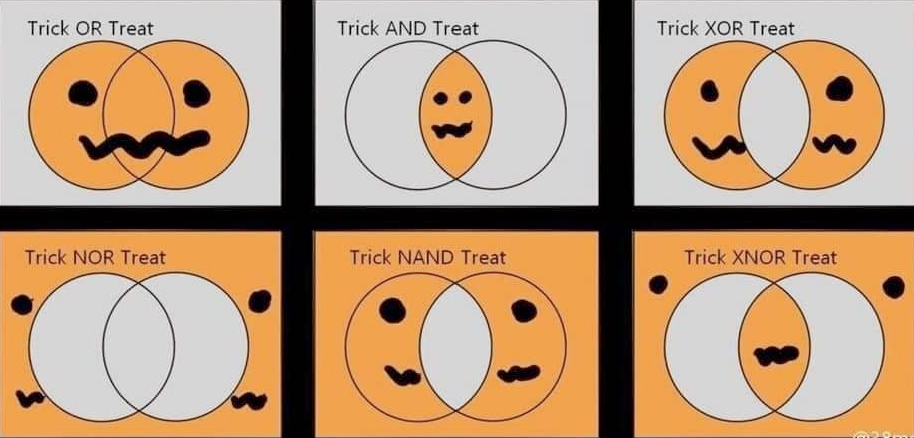 Trick OR Treat
Trick AND Treat
Trick XOR Treat
Trick NOR Treat
Trick NAND Treat
Trick XNOR Treat